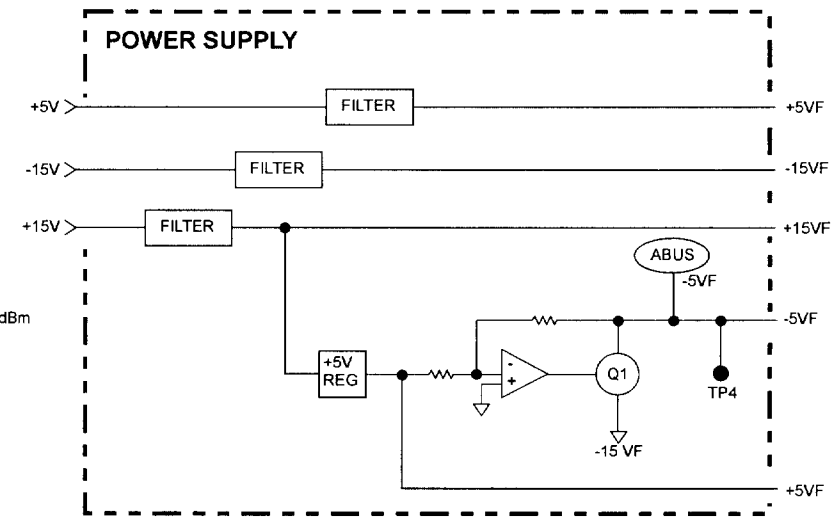 POWER SUPPLY
+5V
FILTER
+5VF
-15V
FILTER
-15VF
+15V
FILTER
+15VF
ABUS
-5VF
dBm
-5VF
+5V
REG
-
+
Q1
TP4
-15 VF
+5VF